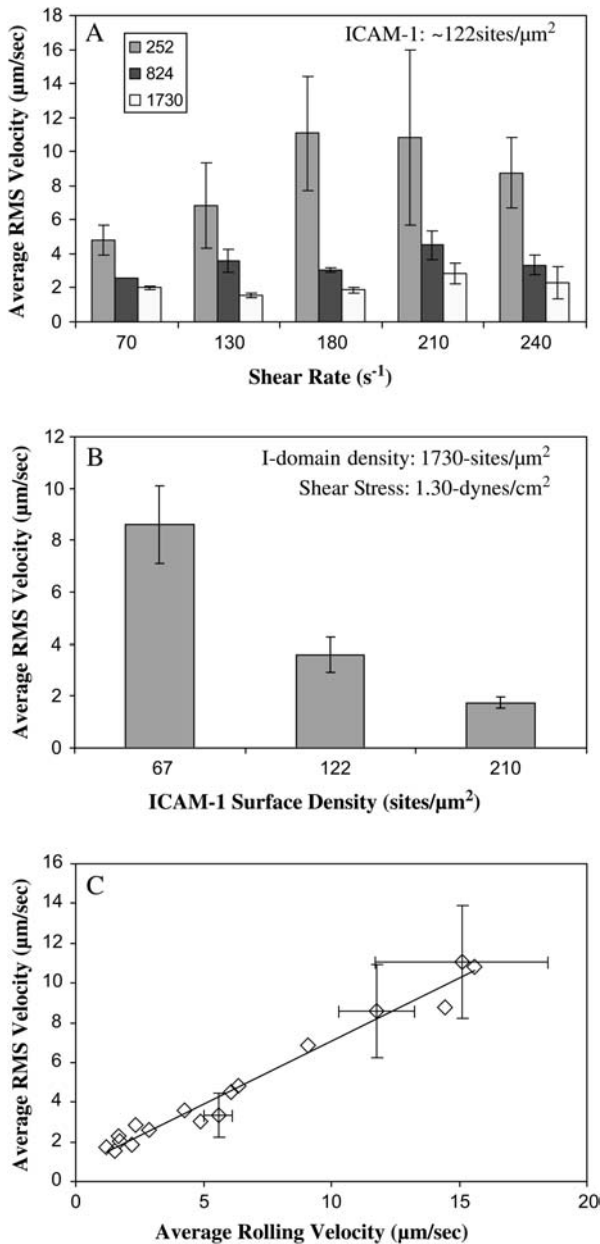 A
ICAM-1: ~122sites/µm²
252
824
1730
Average RMS Velocity (µm/sec)
18
16
14
12
10
8
6
4
2
0
70 130 180 210 240
Shear Rate (s⁻¹)
B
I-domain density: 1730-sites/µm²
Shear Stress: 1.30-dynes/cm²
Average RMS Velocity (µm/sec)
12
10
8
6
4
2
0
67 122 210
ICAM-1 Surface Density (sites/µm²)
C
Average RMS Velocity (µm/sec)
16
14
12
10
8
6
4
2
0
0 5 10 15 20
Average Rolling Velocity (µm/sec)